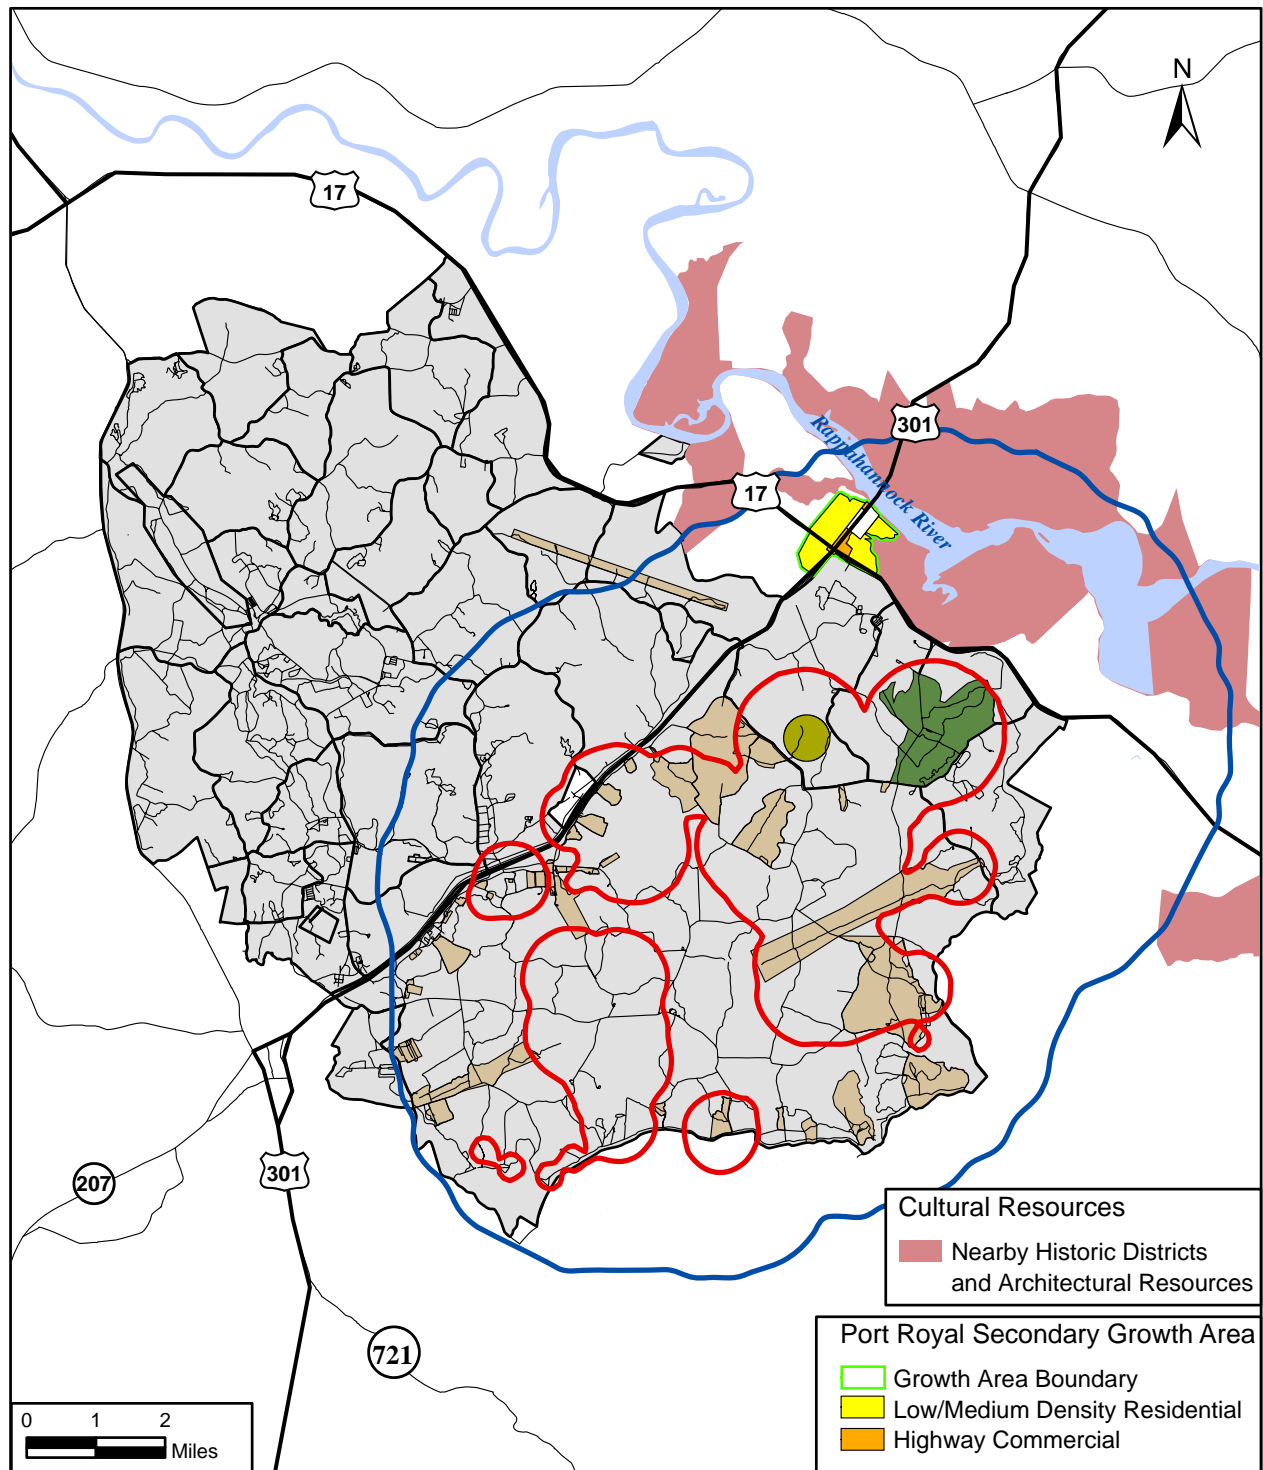 N
17
301
17
Rappahannock River
207
301
721
Cultural Resources
Nearby Historic Districts
and Architectural Resources
Port Royal Secondary Growth Area
Growth Area Boundary
Low/Medium Density Residential
Highway Commercial
0 1 2
Miles